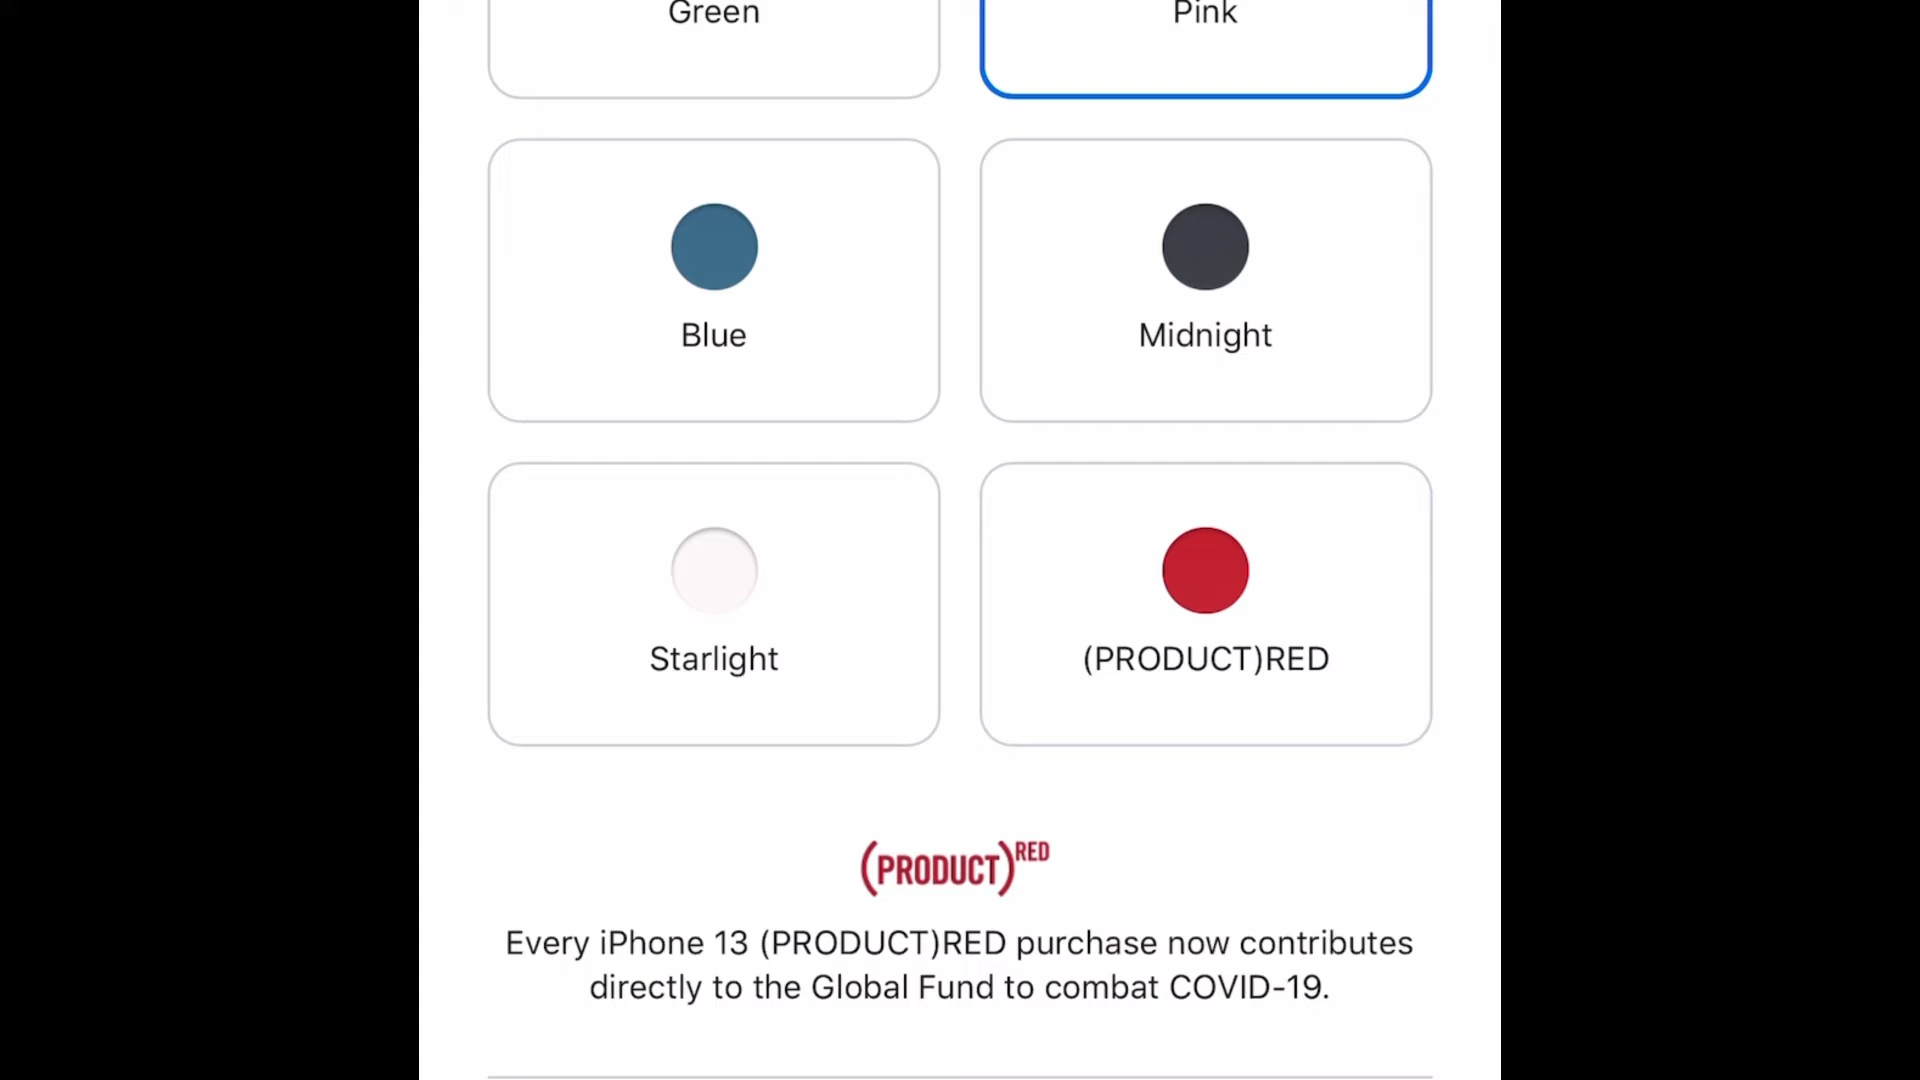 Green
Pink
Blue
Midnight
Starlight
(PRODUCT)RED
(PRODUCT)RED
Every iPhone 13 (PRODUCT)RED purchase now contributes
directly to the Global Fund to combat COVID-19.